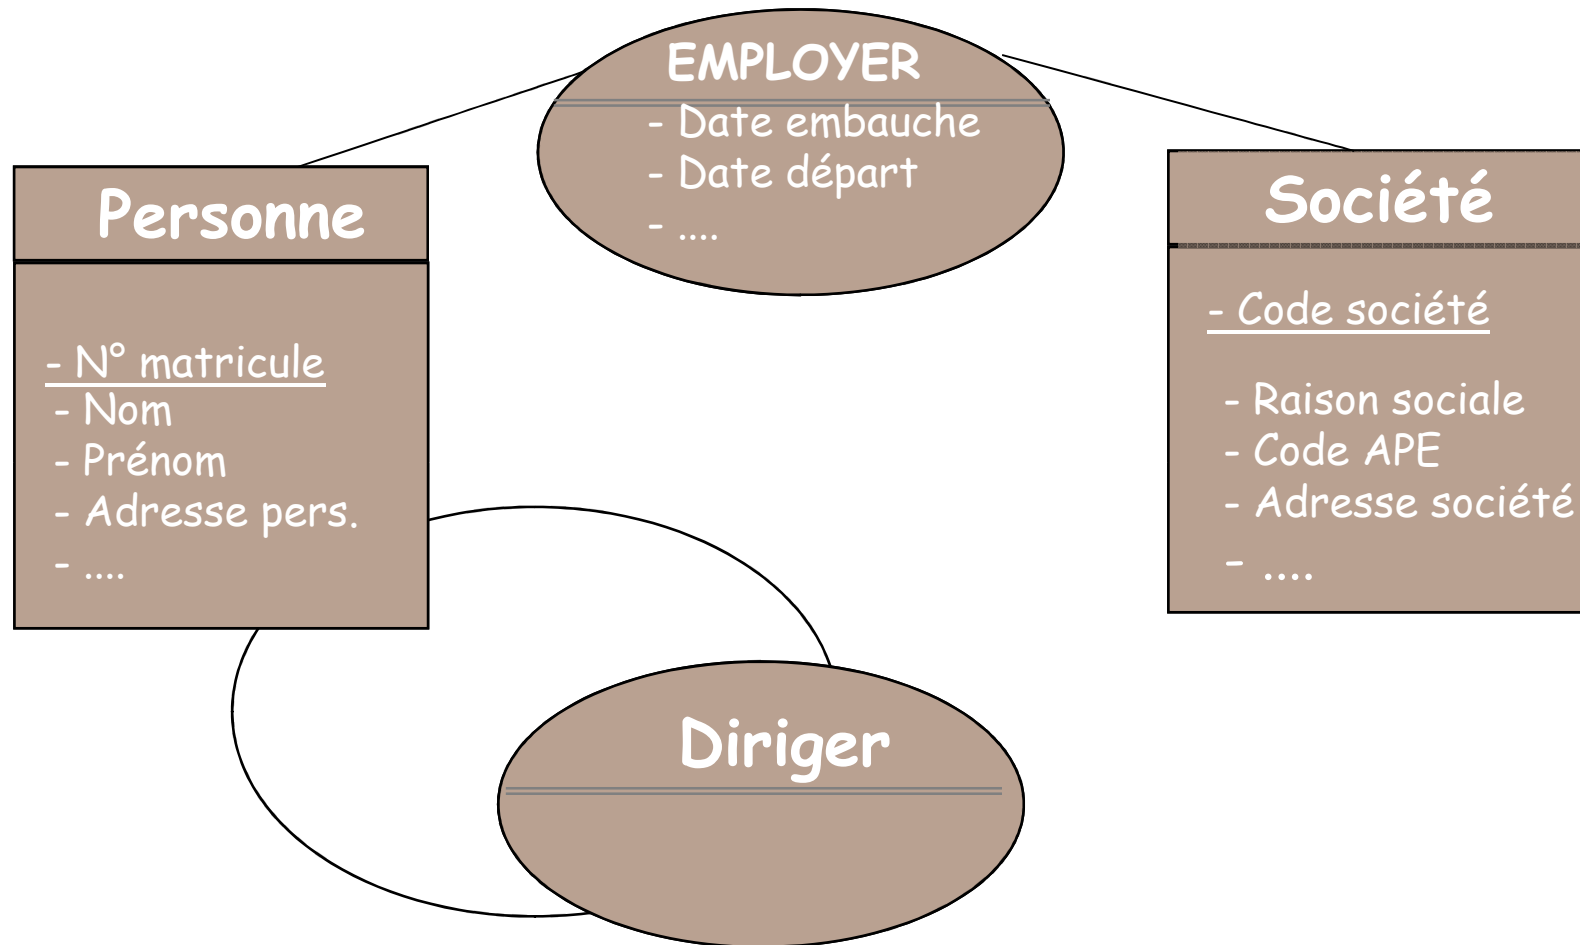 EMPLOYER
- Date embauche
- Date départ
- ....
Personne
- N° matricule
- Nom
- Prénom
- Adresse pers.
- ....
Société
- Code société
- Raison sociale
- Code APE
- Adresse société
- ....
Diriger